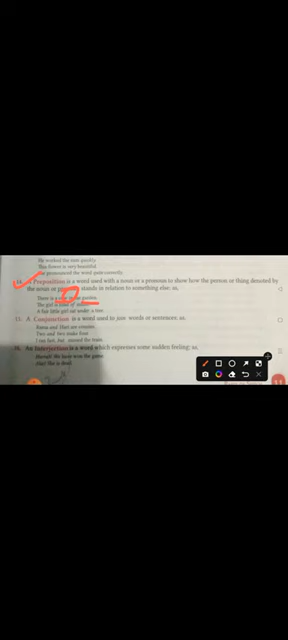 He worked the sum quickly.
This flower is very beautiful.
She pronounced the word quite correctly.
14. A Preposition is a word used with a noun or a pronoun to show how the person or thing denoted by
the noun or stands in relation to something else; as,
There is a
The girl is fond of
A fair little girl sat under a tree.
15. A Conjunction is a word used to join words or sentences; as,
Rama and Hari are cousins.
Two and two make four.
I ran fast, but missed the train.
16. An Interjection is a word which expresses some sudden feeling; as,
Hurrah! We have won the game.
Alas! She is dead.